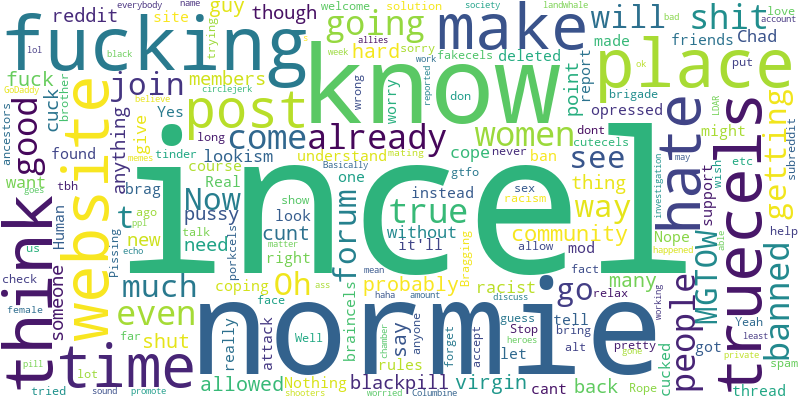 everybody name landwhale
reddit site guy though welcome. solution society love account
fucking trying going make will shit bad
lol black allies week sorry fakecels deleted friends Chad
fuck members hard work made put
GoDaddy join post know worry wrong reported don point report place
cuck brother circlejerk brigade ok
ancestors good Yes tinder long come already women opressed dont might LDAR subreddit
believe memes found anything give lookism understand mating cope never ban cutecels etc
want website course Basically gtfo see hate wish may getting
tbh brag Real show one instead sex thing support investigation
think t Now pussy look true racism way truecels help
us Human ago new need talk cunt forum without allow mod Nope able happened
goes ppl echo porkcels right it'll community fact many
check someone Pissing matter mean Bragging relax people MGTOW banned
incel
much coping Oh probably racist
female even far face ass haha amount discuss guess tell go working Yeah
shut normie braincels say anyone Stop bring pretty got
time really attack Well forget heroes let alt cucked gone spam
pill lot chamber rules accept cant private
tried sound promote allowed Nothing shooters worried blackpill Columbine virgin back Rope thread